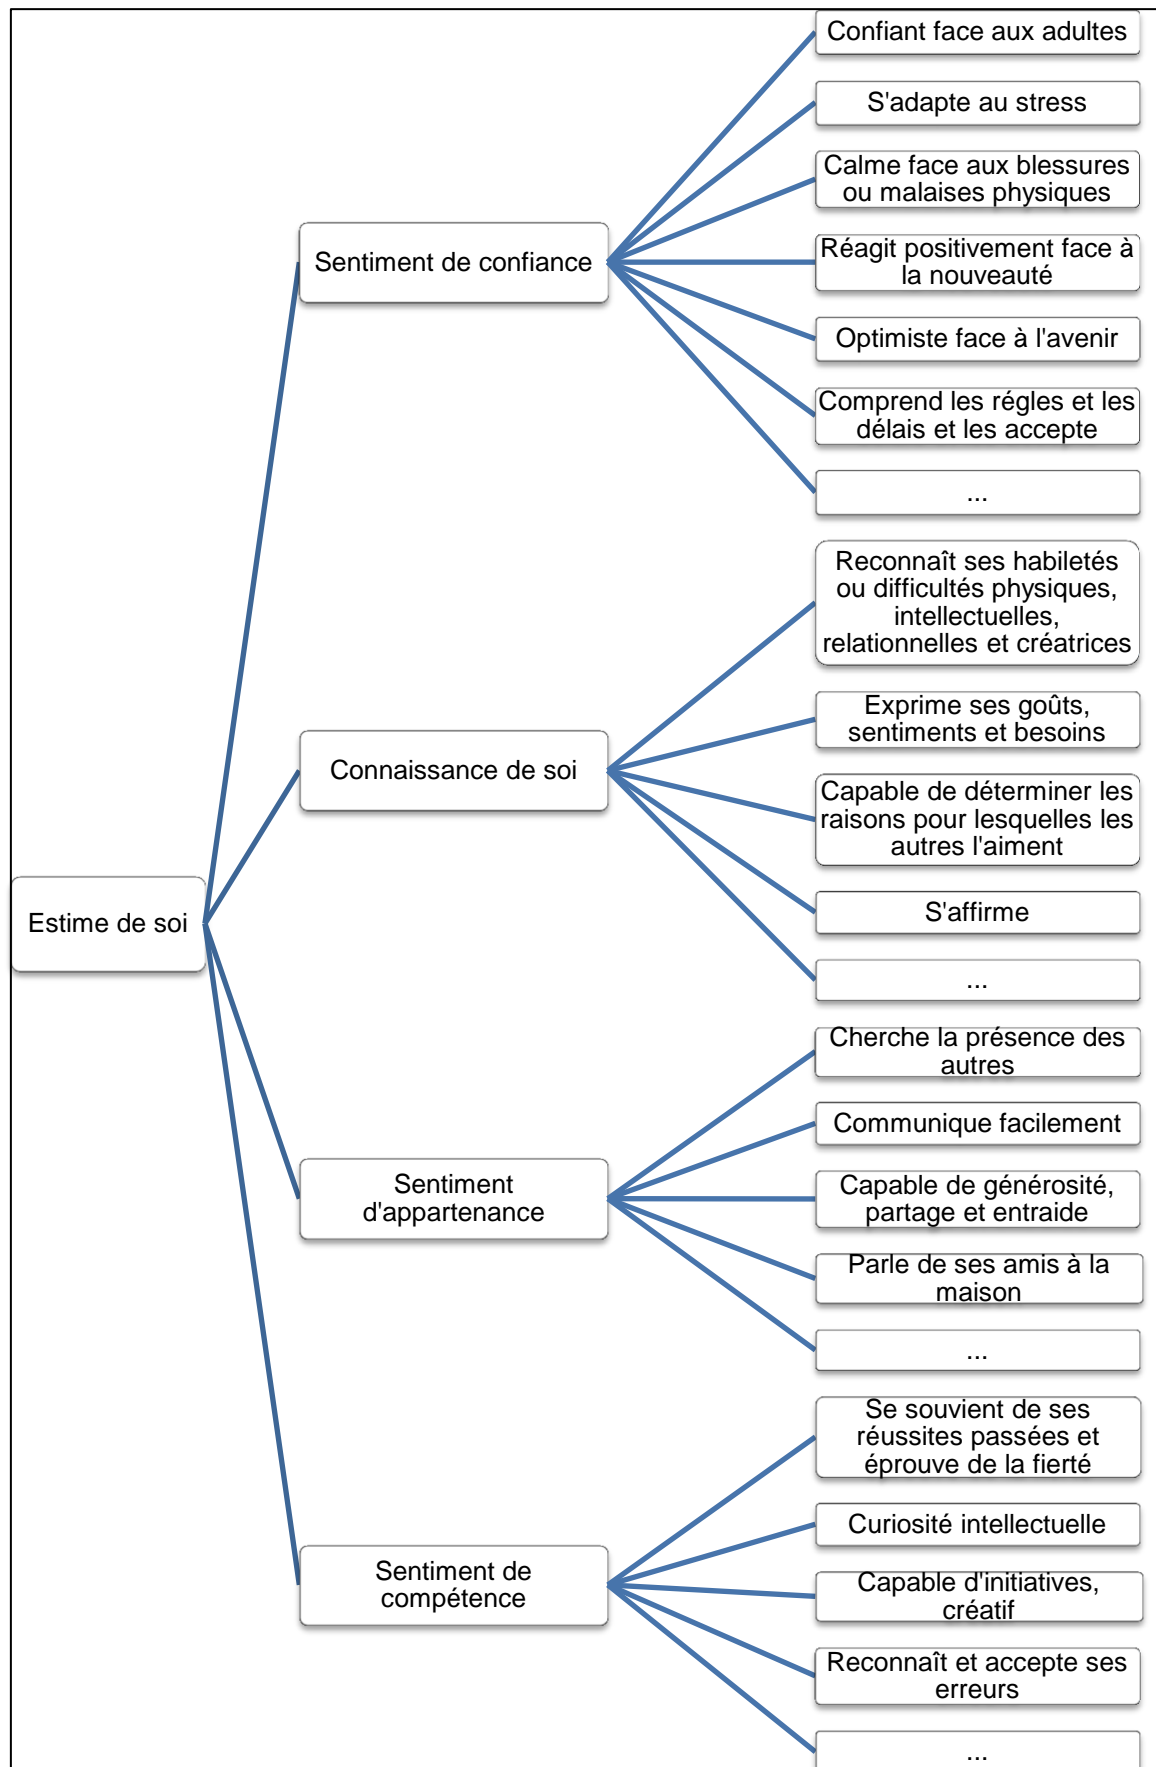 Estime de soi
Sentiment de confiance
Confiant face aux adultes
S'adapte au stress
Calme face aux blessures
ou malaises physiques
Réagit positivement face à
la nouveauté
Optimiste face à l'avenir
Comprend les régles et les
délais et les accepte
...
Connaissance de soi
Reconnaît ses habiletés
ou difficultés physiques,
intellectuelles,
relationnelles et créatrices
Exprime ses goûts,
sentiments et besoins
Capable de déterminer les
raisons pour lesquelles les
autres l'aiment
S'affirme
...
Sentiment
d'appartenance
Cherche la présence des
autres
Communique facilement
Capable de générosité,
partage et entraide
Parle de ses amis à la
maison
...
Sentiment de
compétence
Se souvient de ses
réussites passées et
éprouve de la fierté
Curiosité intellectuelle
Capable d'initiatives,
créatif
Reconnaît et accepte ses
erreurs
...